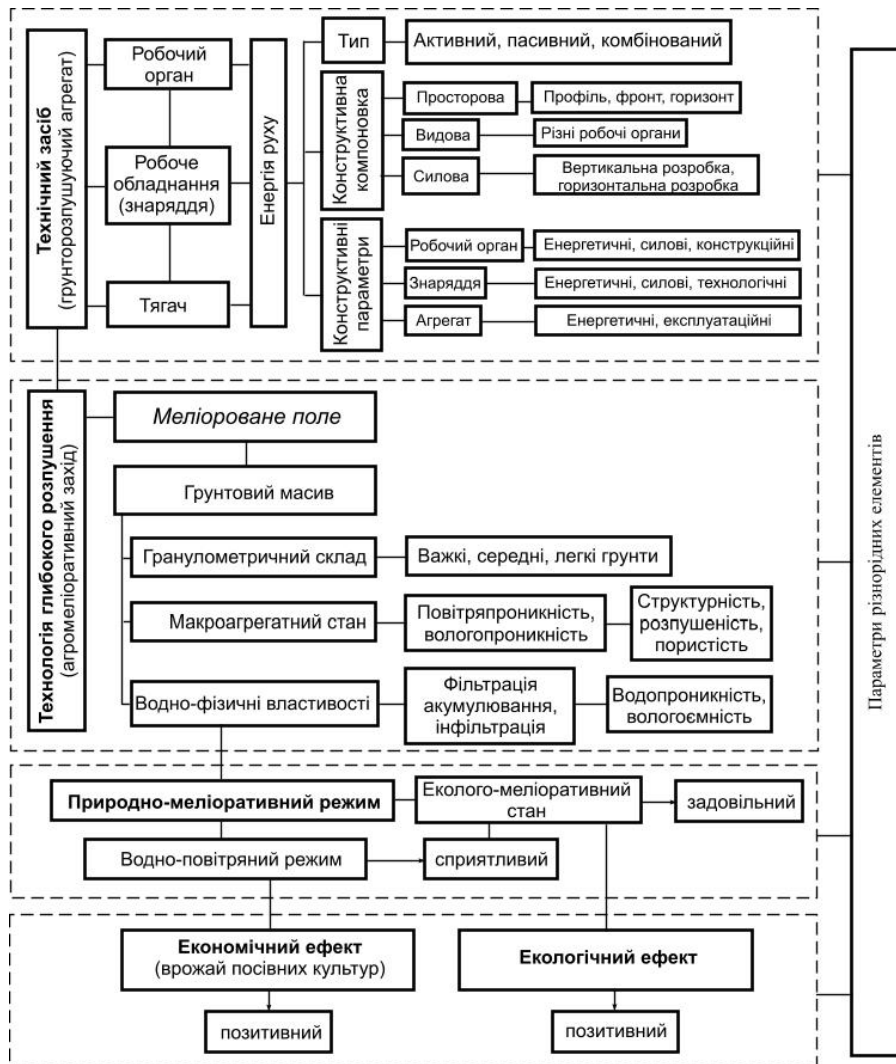 Технічний засіб
(грунторозпушуючий агрегат)
Робочий
орган
Робоче
обладнання
(знаряддя)
Тягач
Енергія руху
Тип
Активний, пасивний, комбінований
Конструктивна
компоновка
Просторова
Профіль, фронт, горизонт
Видова
Різні робочі органи
Силова
Вертикальна розробка,
горизонтальна розробка
Конструктивні
параметри
Робочий орган
Енергетичні, силові, конструкційні
Знаряддя
Енергетичні, силові, технологічні
Агрегат
Енергетичні, експлуатаційні
Технологія глибокого розпушення
(агромеліоративний захід)
Меліороване поле
Грунтовий масив
Гранулометричний склад
Важкі, середні, легкі грунти
Макроагрегатний стан
Повітряпроникність,
вологопроникність
Структурність,
розпушеність,
пористість
Водно-фізичні властивості
Фільтрація
акумулювання,
інфільтрація
Водопроникність,
вологоємність
Природно-меліоративний режим
Еколого-меліоративний
стан
задовільний
Водно-повітряний режим
сприятливий
Економічний ефект
(врожай посівних культур)
Екологічний ефект
позитивний
позитивний
Параметри різнорідних елементів